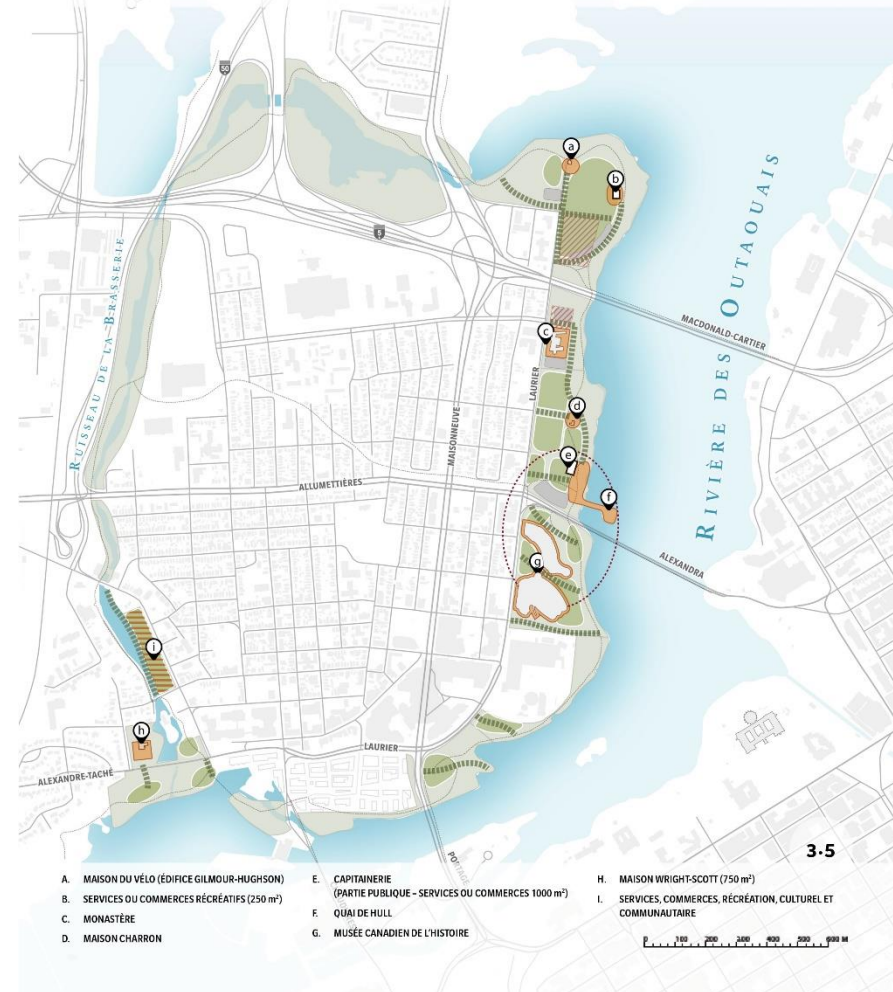 50
a
b
5
RUISSEAU DE LA BRASSERIE
RIVIÈRE DES OUTAOUAIS
MACDONALD-CARTIER
c
LAURIER
MAISONNEUVE
d
e
ALLUMETTIÈRES
f
ALEXANDRA
g
i
h
LAURIER
ALEXANDRE-TACHÉ
3·5
A. MAISON DU VÉLO (ÉDIFICE GILMOUR-HUGHSON)
B. SERVICES OU COMMERCES RÉCRÉATIFS (250 m²)
C. MONASTÈRE
D. MAISON CHARRON
E. CAPITAINERIE
(PARTIE PUBLIQUE – SERVICES OU COMMERCES 1000 m²)
F. QUAI DE HULL
G. MUSÉE CANADIEN DE L'HISTOIRE
H. MAISON WRIGHT-SCOTT (750 m²)
I. SERVICES, COMMERCES, RÉCRÉATION, CULTUREL ET
COMMUNAUTAIRE
0 100 200 300 400 500 600 M